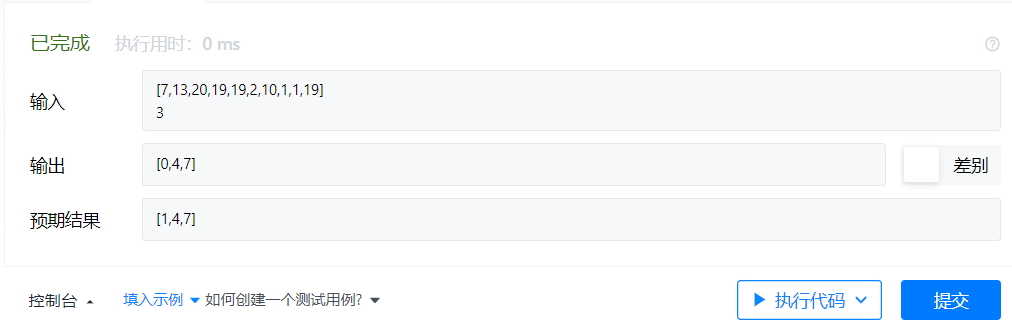 已完成 执行用时: 0 ms
输入
[7,13,20,19,19,2,10,1,1,19]
3
输出
[0,4,7]
差别
预期结果
[1,4,7]
控制台 填入示例 如何创建一个测试用例? 执行代码 提交